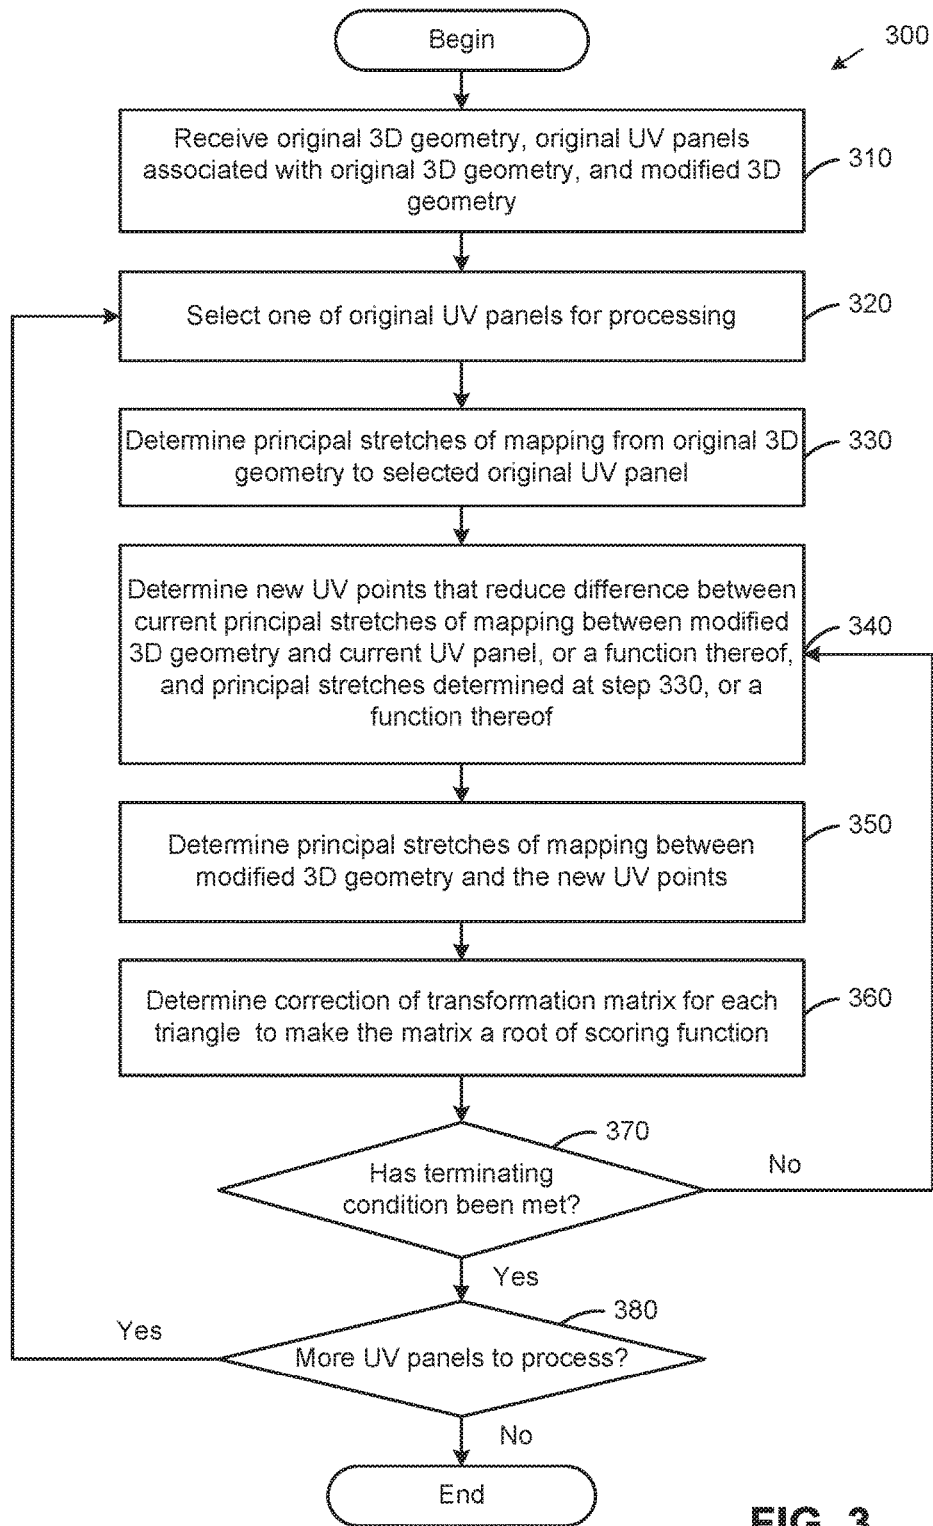 Begin
300
Receive original 3D geometry, original UV panels
associated with original 3D geometry, and modified 3D
geometry
310
Select one of original UV panels for processing
320
Determine principal stretches of mapping from original 3D
geometry to selected original UV panel
330
Determine new UV points that reduce difference between
current principal stretches of mapping between modified
3D geometry and current UV panel, or a function thereof,
and principal stretches determined at step 330, or a
function thereof
340
Determine principal stretches of mapping between
modified 3D geometry and the new UV points
350
Determine correction of transformation matrix for each
triangle to make the matrix a root of scoring function
360
370
Has terminating
condition been met?
No
Yes
380
Yes
More UV panels to process?
No
End
FIG. 3